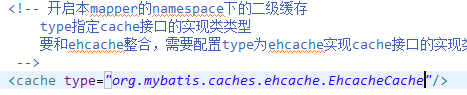 <!-- 开启本mapper的namespace下的二级缓存
type指定cache接口的实现类类型
要和ehcache整合，需要配置type为ehcache实现cache接口的实现
-->
<cache type="org.mybatis.caches.ehcache.EhcacheCache"/>